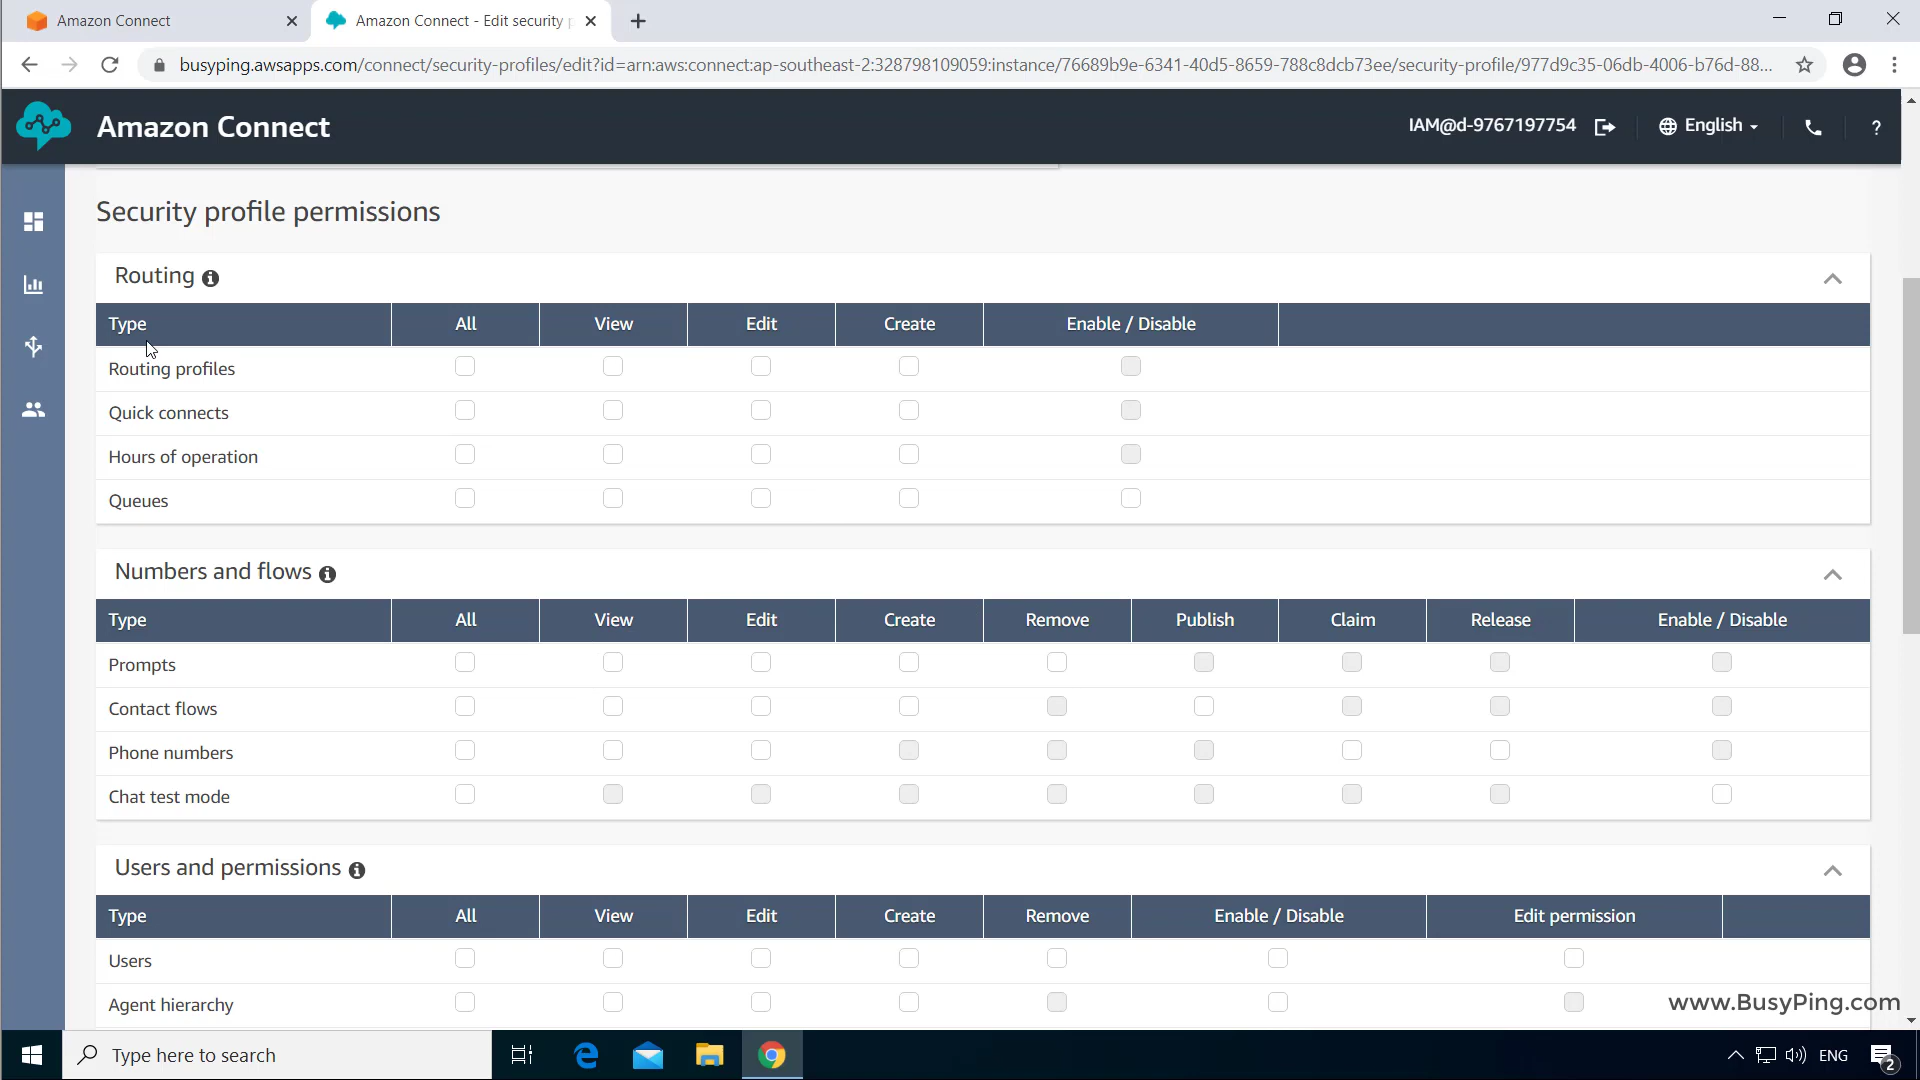 Amazon Connect
Amazon Connect - Edit security p
busyping.awsapps.com/connect/security-profiles/edit?id=arn:aws:connect:ap-southeast-2:328798109059:instance/76689b9e-6341-40d5-8659-788c8dcb73ee/security-profile/977d9c35-06db-4006-b76d-88...
Amazon Connect
IAM@d-9767197754
English
?
Security profile permissions
Routing
Type All View Edit Create Enable / Disable
Routing profiles
Quick connects
Hours of operation
Queues
Numbers and flows
Type All View Edit Create Remove Publish Claim Release Enable / Disable
Prompts
Contact flows
Phone numbers
Chat test mode
Users and permissions
Type All View Edit Create Remove Enable / Disable Edit permission
Users
Agent hierarchy
www.BusyPing.com
Type here to search
ENG
2